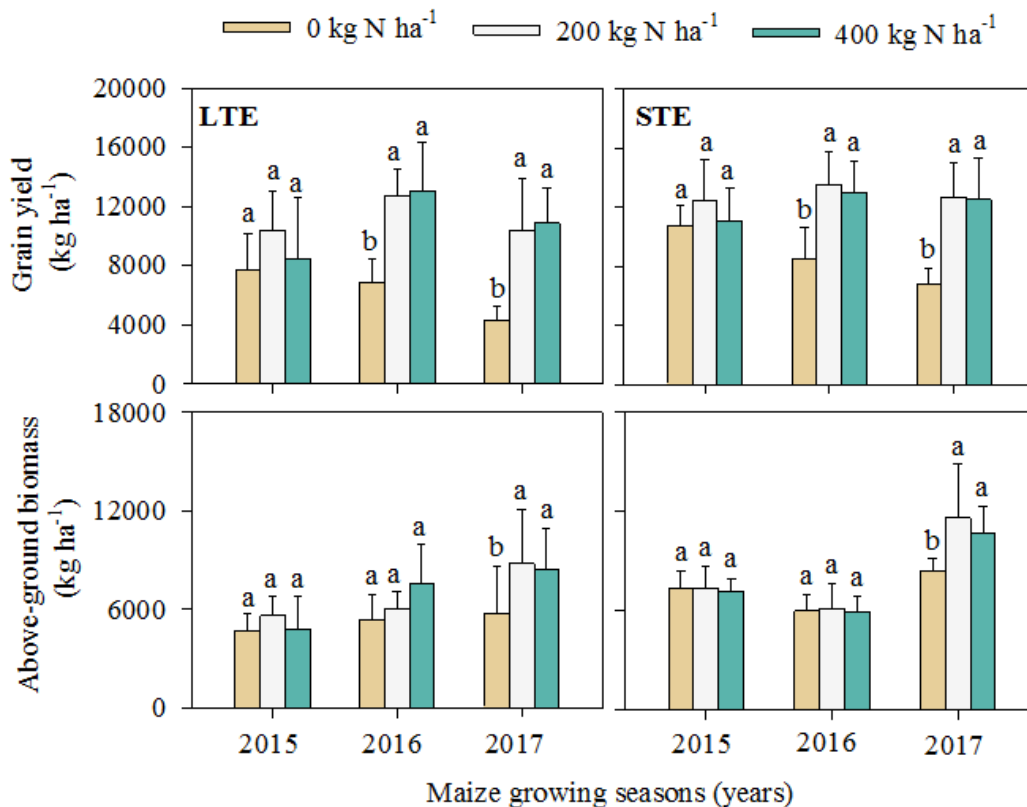 0 kg N ha⁻¹ 200 kg N ha⁻¹ 400 kg N ha⁻¹
Grain yield
(kg ha⁻¹)
20000
16000
12000
8000
4000
0
LTE
a a a
b a a
b a a
STE
a a a
b a a
b a a
Above-ground biomass
(kg ha⁻¹)
18000
12000
6000
0
a a a
a a a
b a a
a a a
a a a
b a a
2015 2016 2017
2015 2016 2017
Maize growing seasons (years)